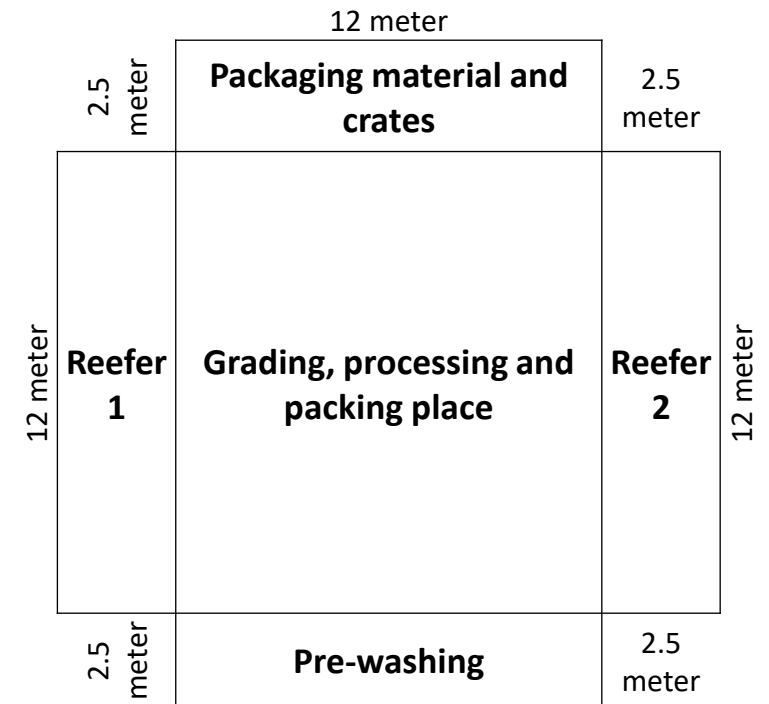 12 meter
2.5
meter
Packaging material and
crates
2.5
meter
12 meter
Reefer
1
Grading, processing and
packing place
Reefer
2
12 meter
2.5
meter
Pre-washing
2.5
meter